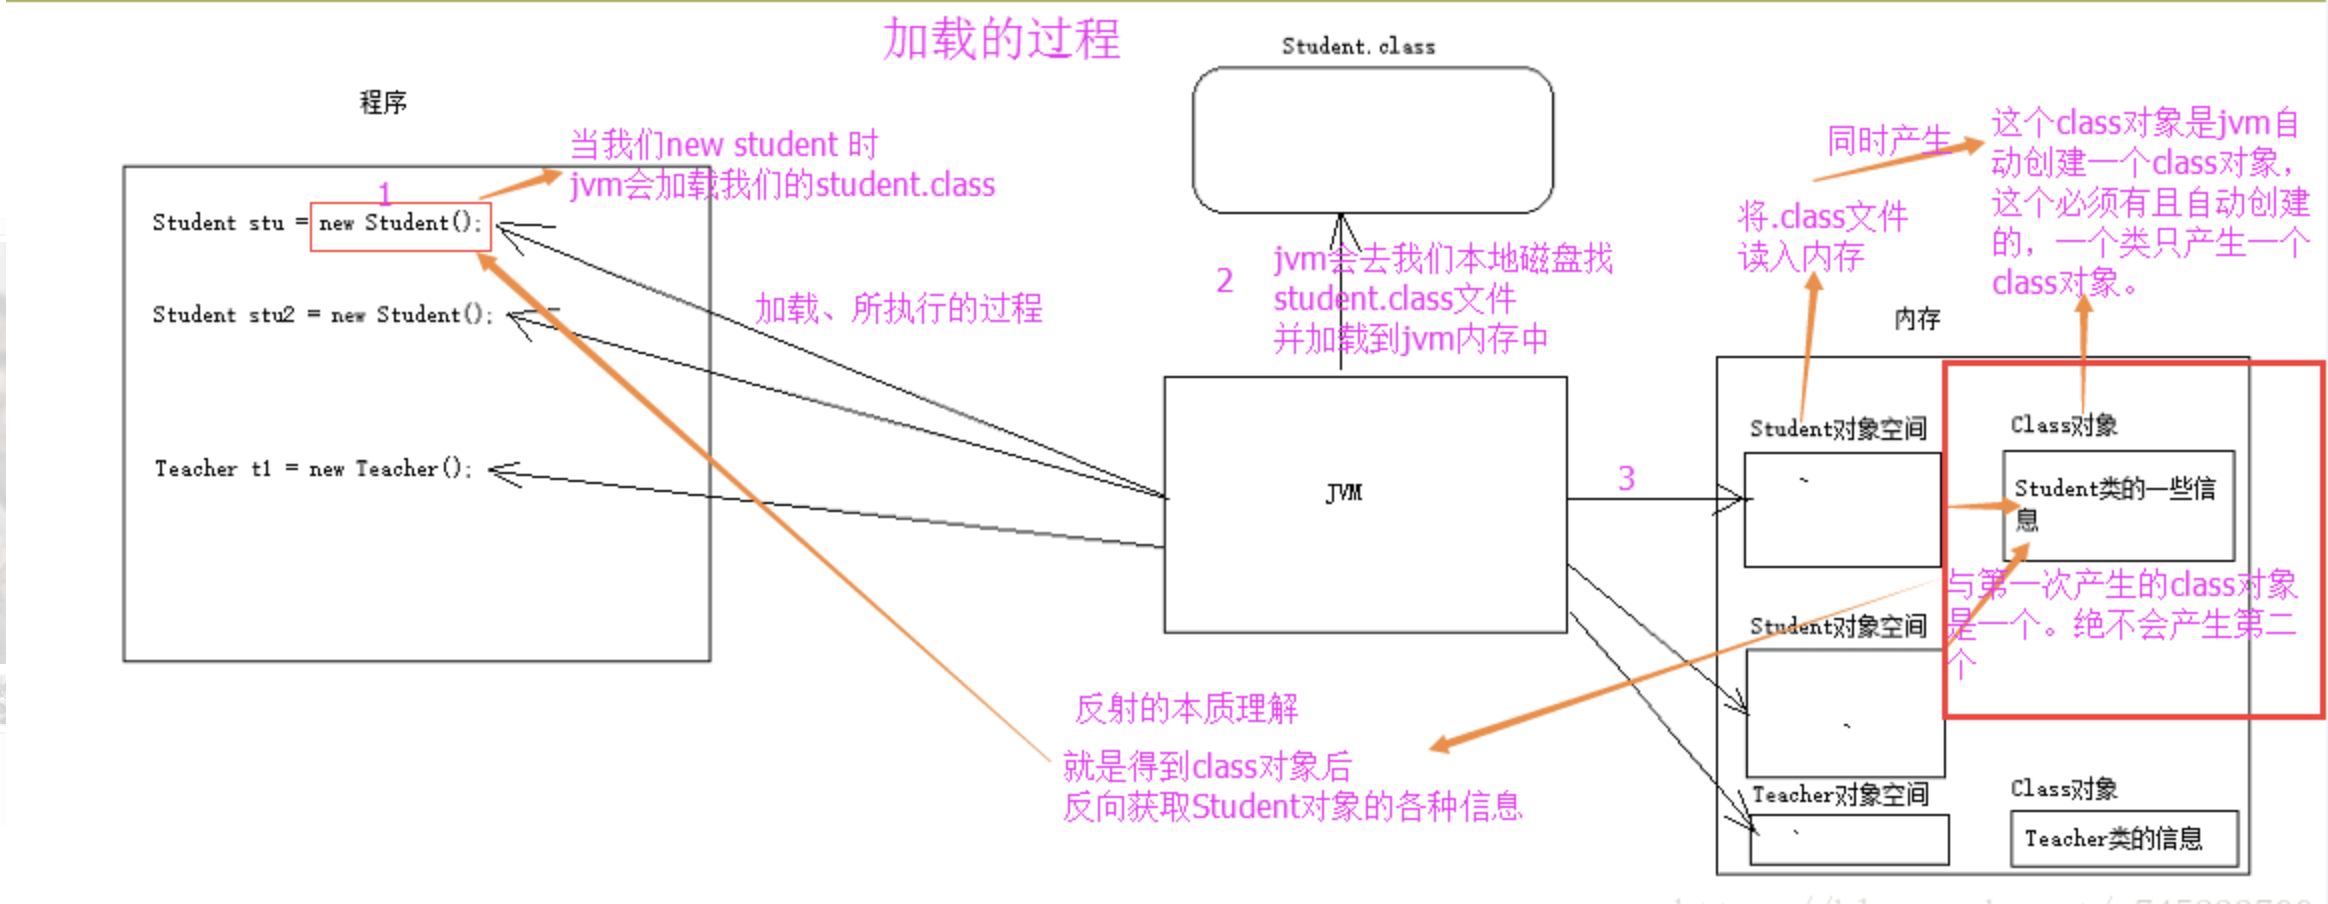 加载的过程
Student.class
程序
当我们new student 时
jvm会加载我们的student.class
1
Student stu = new Student();
Student stu2 = new Student();
Teacher t1 = new Teacher();
加载、所执行的过程
2
jvm会去我们本地磁盘找
student.class文件
并加载到jvm内存中
JVM
3
同时产生
将.class文件
读入内存
这个class对象是jvm自
动创建一个class对象，
这个必须有且自动创建
的，一个类只产生一个
class对象。
内存
Student对象空间
Class对象
Student类的一些信
息
与第一次产生的class对象
是一个。绝不会产生第二
个
Student对象空间
Teacher对象空间
Class对象
Teacher类的信息
反射的本质理解
就是得到class对象后
反向获取Student对象的各种信息